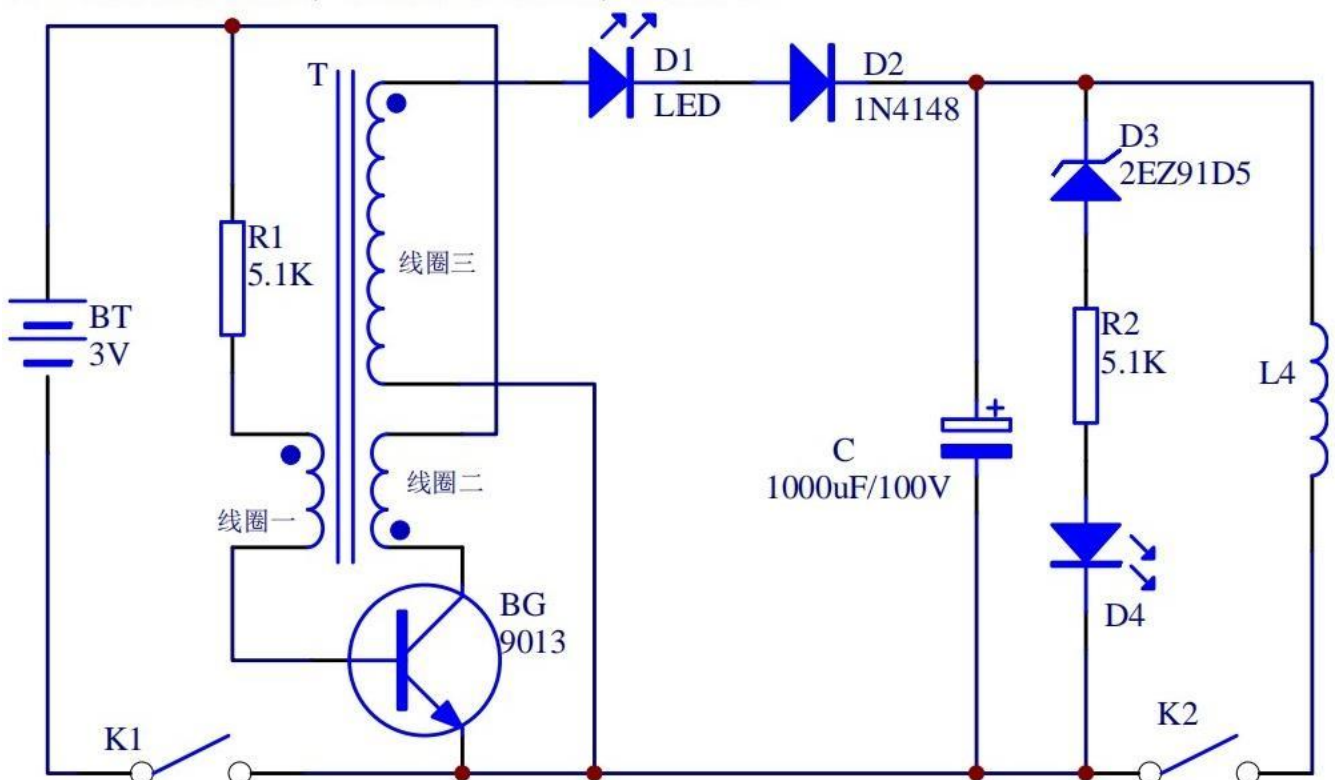 T
D1
LED
D2
1N4148
D3
2EZ91D5
R1
5.1K
线圈三
BT
3V
R2
5.1K
L4
+
C
1000uF/100V
线圈二
线圈一
BG
9013
D4
K1
K2